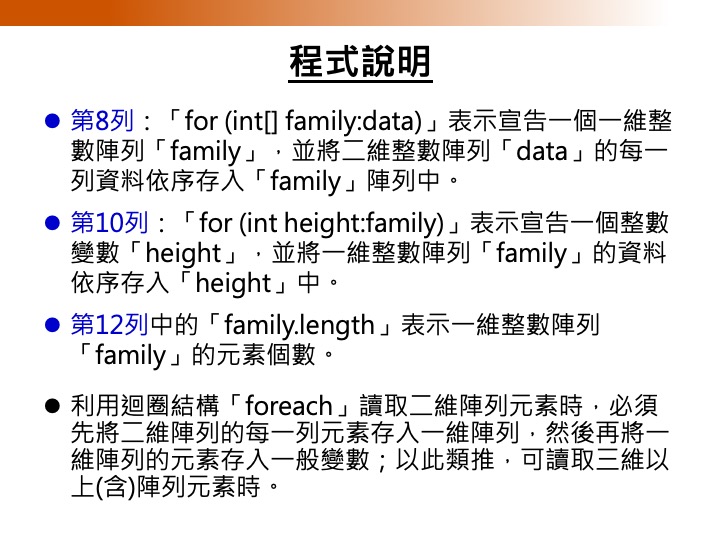 程式說明
第8列：「for (int[] family:data)」表示宣告一個一維整
數陣列「family」，並將二維整數陣列「data」的每一
列資料依序存入「family」陣列中。
第10列：「for (int height:family)」表示宣告一個整數
變數「height」，並將一維整數陣列「family」的資料
依序存入「height」中。
第12列中的「family.length」表示一維整數陣列
「family」的元素個數。
利用迴圈結構「foreach」讀取二維陣列元素時，必須
先將二維陣列的每一列元素存入一維陣列，然後再將一
維陣列的元素存入一般變數；以此類推，可讀取三維以
上(含)陣列元素時。